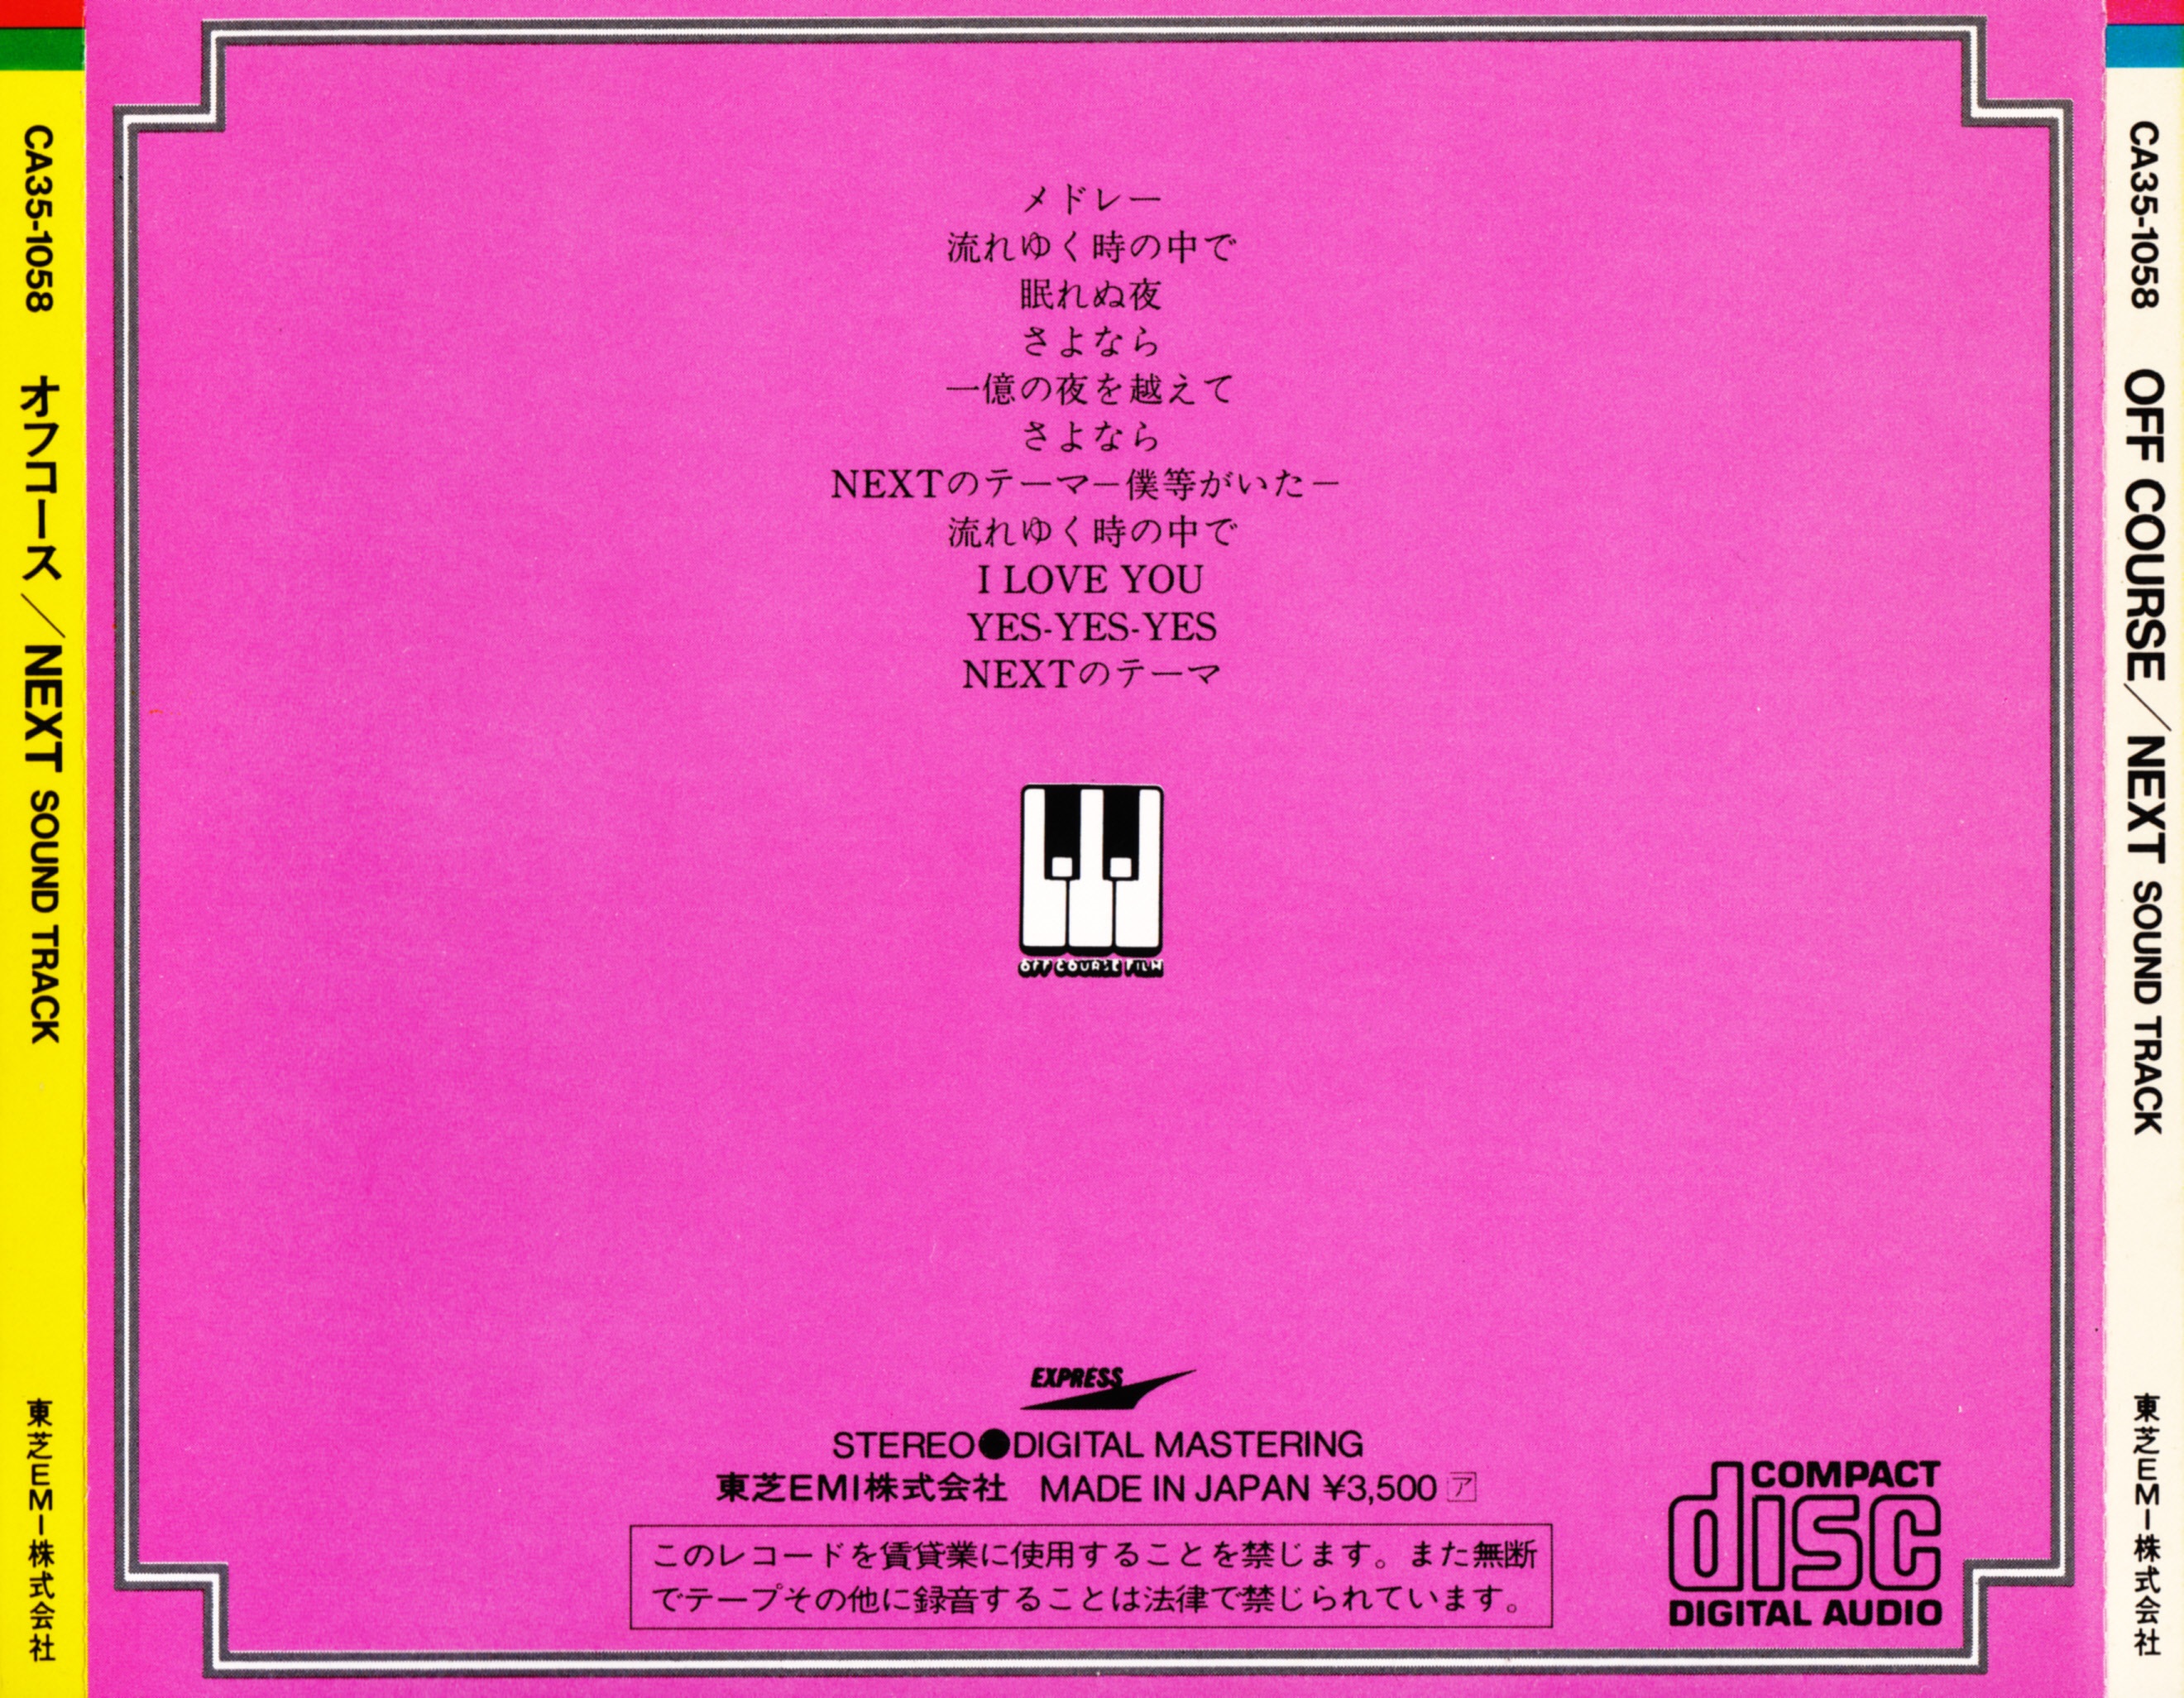 CA35-1058 オフコース／NEXT SOUND TRACK 東芝EMI株式会社
メドレー
流れゆく時の中で
眠れぬ夜
さよなら
一億の夜を越えて
さよなら
NEXTのテーマ－僕等がいた－
流れゆく時の中で
I LOVE YOU
YES-YES-YES
NEXTのテーマ
OFF COURSE FILM
EXPRESS
STEREO●DIGITAL MASTERING
東芝EMI株式会社 MADE IN JAPAN ¥3,500 ア
このレコードを賃貸業に使用することを禁じます。また無断
でテープその他に録音することは法律で禁じられています。
COMPACT
disc
DIGITAL AUDIO
CA35-1058 OFF COURSE／NEXT SOUND TRACK 東芝EMI株式会社